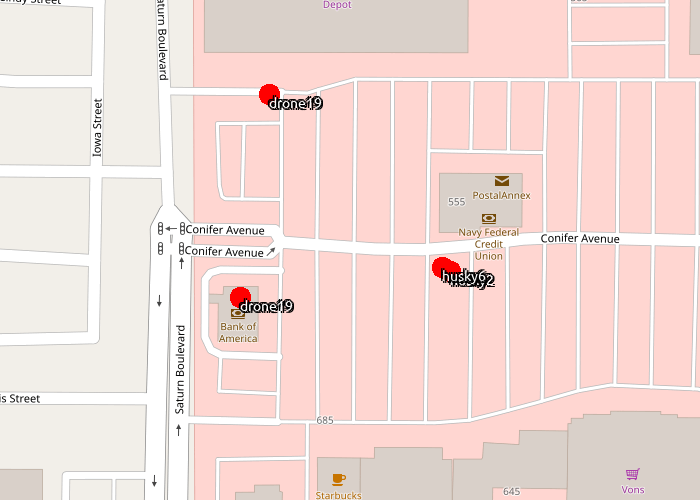 Depot
Saturn Boulevard
Iowa Street
drone19
PostalAnnex
555
Navy Federal
Credit
Union
Conifer Avenue
Conifer Avenue
Conifer Avenue
husky6
drone19
Bank of
America
Saturn Boulevard
is Street
685
Vons
645
Starbucks